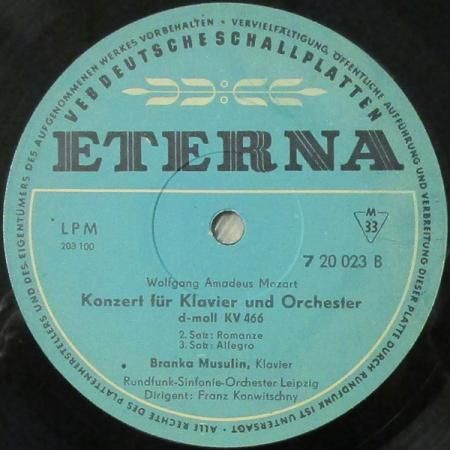 ALLE RECHTE DES PLATTENHERSTELLERS UND DES EIGENTÜMERS DES AUFGENOMMENEN WERKES VORBEHALTEN · VERVIELFÄLTIGUNG, ÖFFENTLICHE AUFFÜHRUNG UND VERBREITUNG DIESER PLATTE DURCH RUNDFUNK IST UNTERSAGT ·
VEB DEUTSCHE SCHALLPLATTEN
ETERNA
LPM
203 100
M
33
7 20 023 B
Wolfgang Amadeus Mozart
Konzert für Klavier und Orchester
d-moll KV 466
2. Satz: Romanze
3. Satz: Allegro
Branka Musulin, Klavier
Rundfunk-Sinfonie-Orchester Leipzig
Dirigent: Franz Konwitschny